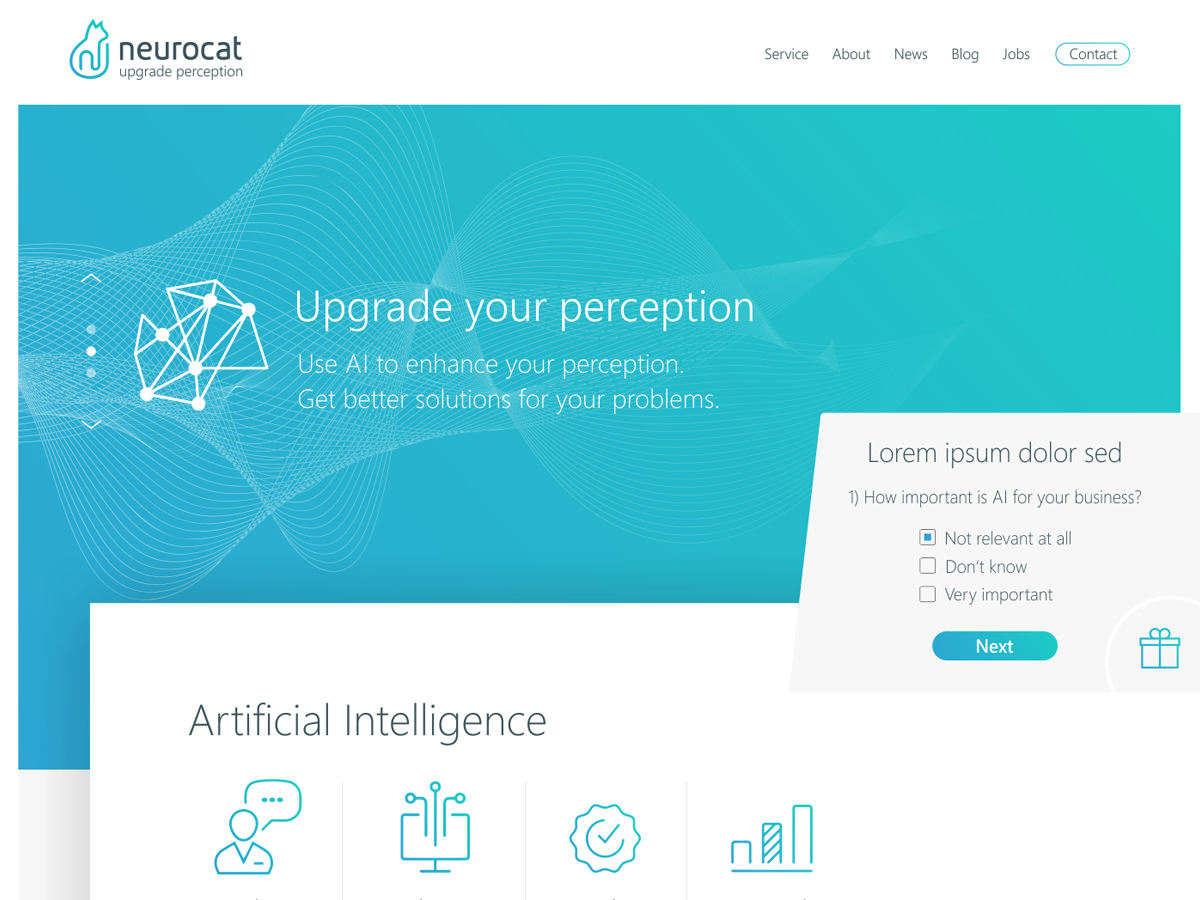 neurocat
upgrade perception
Service About News Blog Jobs Contact
Upgrade your perception
Use AI to enhance your perception.
Get better solutions for your problems.
Lorem ipsum dolor sed
1) How important is AI for your business?
Not relevant at all
Don't know
Very important
Next
Artificial Intelligence